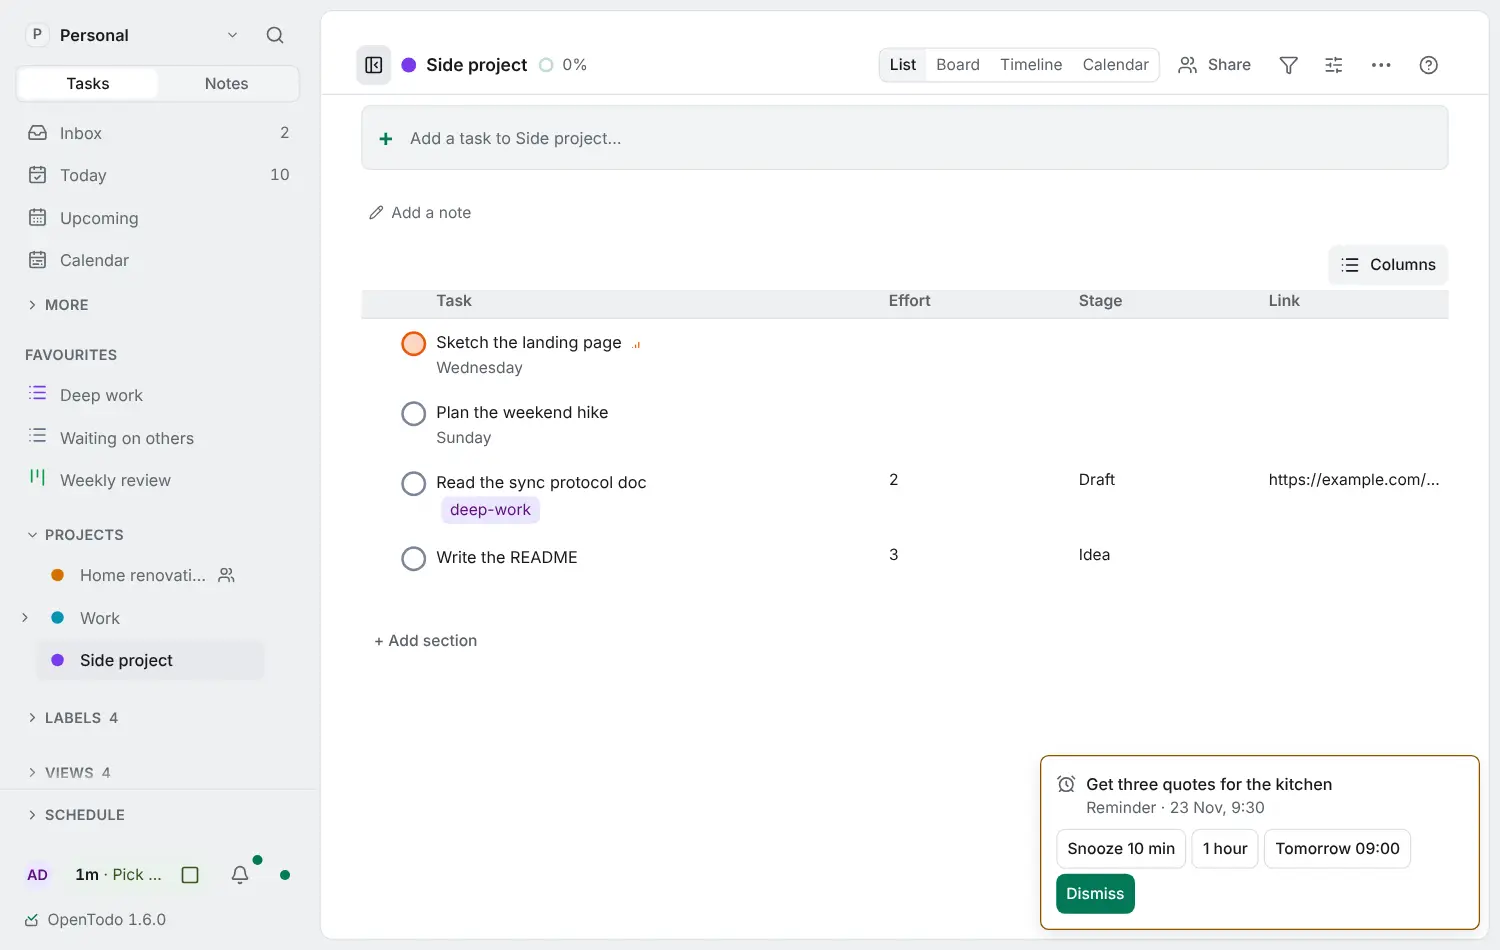 P Personal
Tasks Notes
Inbox 2
Today 10
Upcoming
Calendar
MORE
FAVOURITES
Deep work
Waiting on others
Weekly review
PROJECTS
Home renovati...
Work
Side project
LABELS 4
VIEWS 4
SCHEDULE
AD 1m · Pick ...
OpenTodo 1.6.0
Side project 0%
List Board Timeline Calendar Share
+ Add a task to Side project...
Add a note
Columns
Task Effort Stage Link
Sketch the landing page
Wednesday
Plan the weekend hike
Sunday
Read the sync protocol doc 2 Draft https://example.com/...
deep-work
Write the README 3 Idea
+ Add section
Get three quotes for the kitchen
Reminder · 23 Nov, 9:30
Snooze 10 min 1 hour Tomorrow 09:00
Dismiss